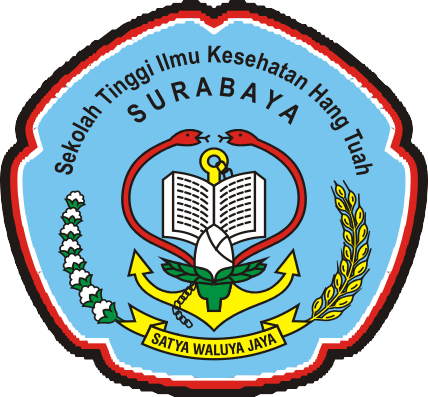 Sekolah Tinggi Ilmu Kesehatan Hang Tuah
SURABAYA
SATYA WALUYA JAYA